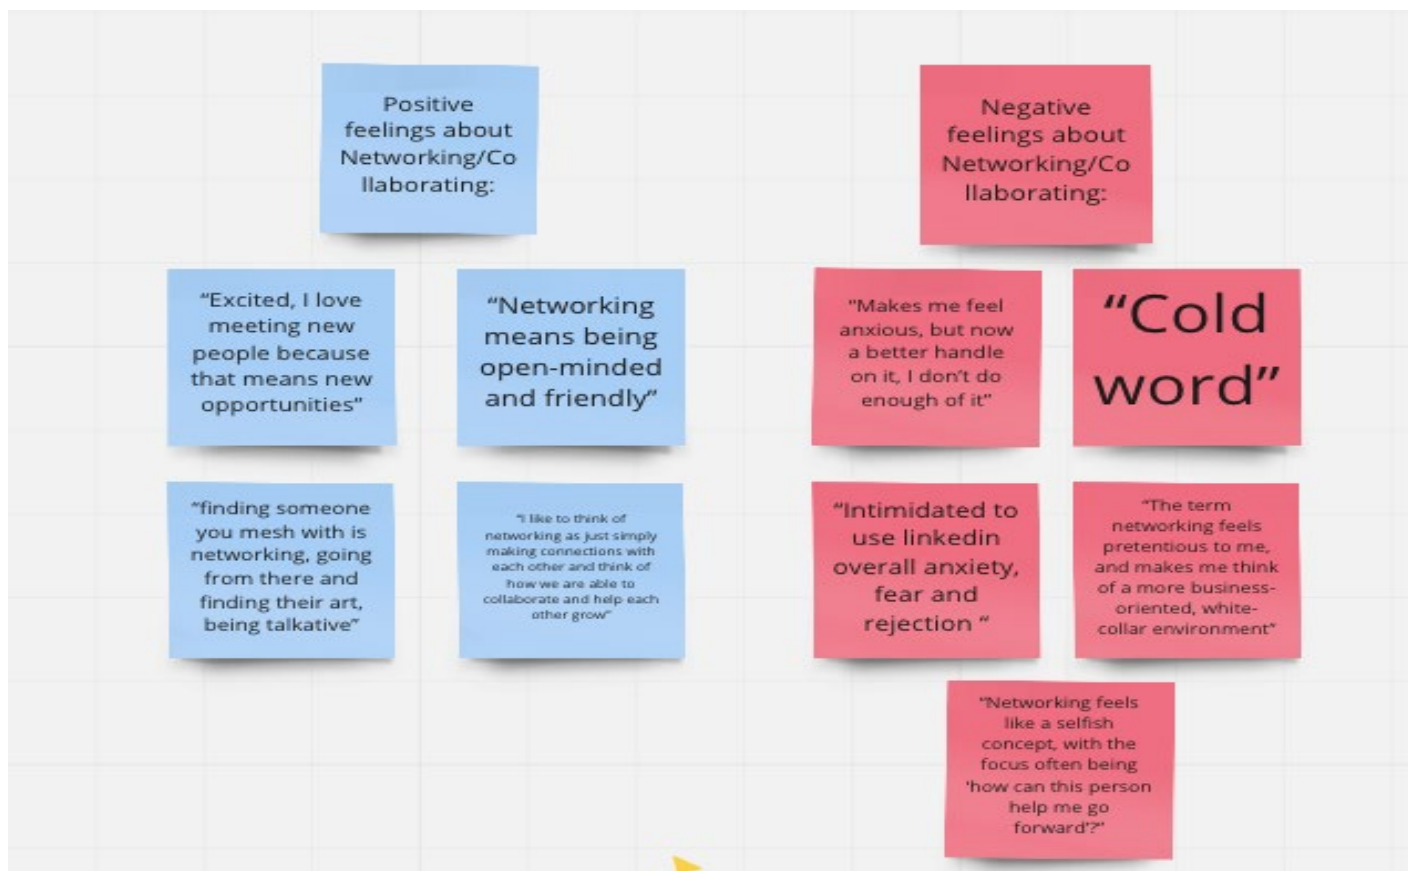 Positive
feelings about
Networking/Co
llaborating:
“Excited, I love
meeting new
people because
that means new
opportunities”
“Networking
means being
open-minded
and friendly”
“finding someone
you mesh with is
networking, going
from there and
finding their art,
being talkative”
“I like to think of
networking as just simply
making connections with
each other and think of
how we are able to
collaborate and help each
other grow”
Negative
feelings about
Networking/Co
llaborating:
“Makes me feel
anxious, but now
a better handle
on it, I don’t do
enough of it”
“Cold
word”
“Intimidated to
use linkedin
overall anxiety,
fear and
rejection “
“The term
networking feels
pretentious to me,
and makes me think
of a more business-
oriented, white-
collar environment”
“Networking feels
like a selfish
concept, with the
focus often being
‘how can this person
help me go
forward’?”